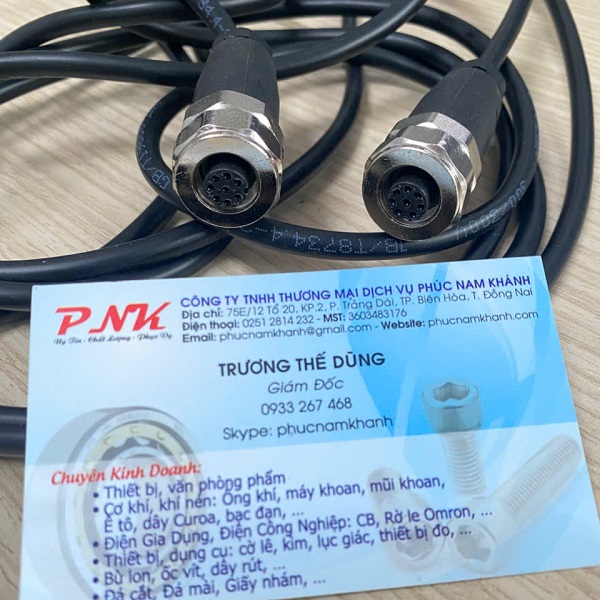 CÔNG TY TNHH THƯƠNG MẠI DỊCH VỤ PHÚC NAM KHÁNH
Địa chỉ: 75E/12 Tổ 20, KP.2, P. Trảng Dài, TP. Biên Hòa, T. Đồng Nai
Điện thoại: 0251 2814 232 - MST: 3603483176
Email: phucnamkhanh@gmail.com - Website: phucnamkhanh.com
PNK
Uy Tín - Chất Lượng - Phục Vụ
TRƯƠNG THẾ DŨNG
Giám Đốc
0933 267 468
Skype: phucnamkhanh
Chuyên Kinh Doanh:
• Thiết bị, văn phòng phẩm
• Cơ khí, khí nén: Ống khí, máy khoan, mũi khoan,
Ê tô, dây Curoa, bạc đạn, ...
• Điện Gia Dụng, Điện Công Nghiệp: CB, Rờ le Omron, ...
• Thiết bị, dụng cụ: cờ lê, kìm, lục giác, thiết bị đo, ...
• Bù lon, ốc vít, dây rút, ...
• Đá cắt, Đá mài, Giấy nhám, ...